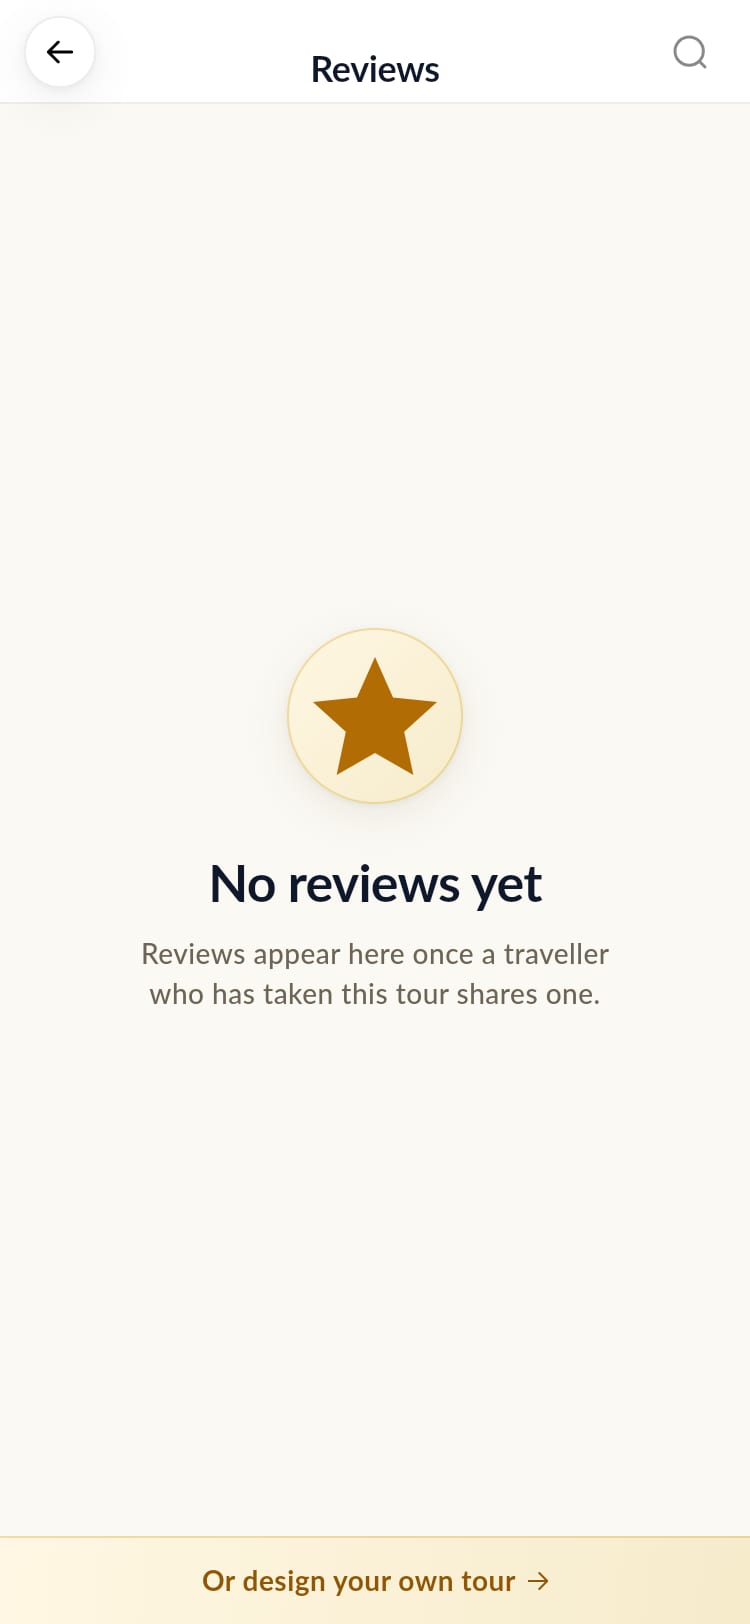 Reviews
No reviews yet
Reviews appear here once a traveller
who has taken this tour shares one.
Or design your own tour →